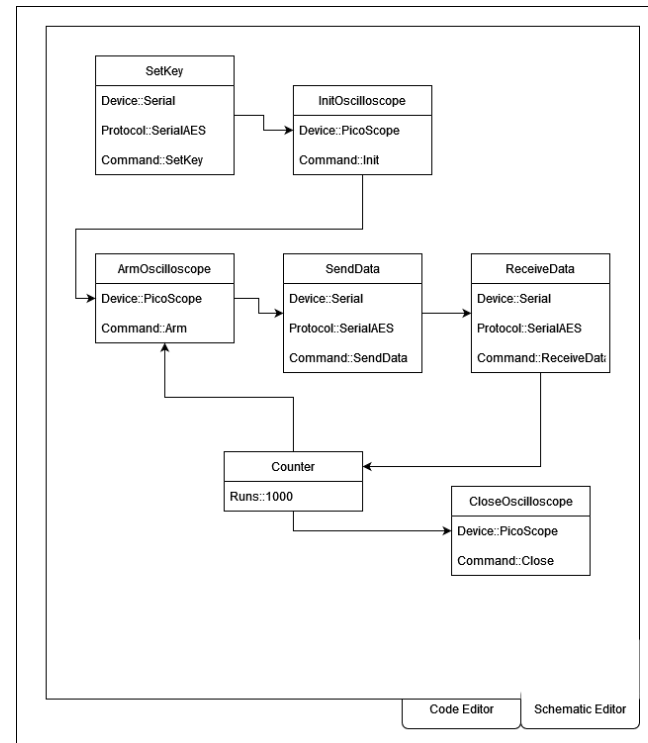 SetKey
Device::Serial
Protocol::SerialAES
Command::SetKey
InitOscilloscope
Device::PicoScope
Command::Init
ArmOscilloscope
Device::PicoScope
Command::Arm
SendData
Device::Serial
Protocol::SerialAES
Command::SendData
ReceiveData
Device::Serial
Protocol::SerialAES
Command::ReceiveData
Counter
Runs::1000
CloseOscilloscope
Device::PicoScope
Command::Close
Code Editor
Schematic Editor